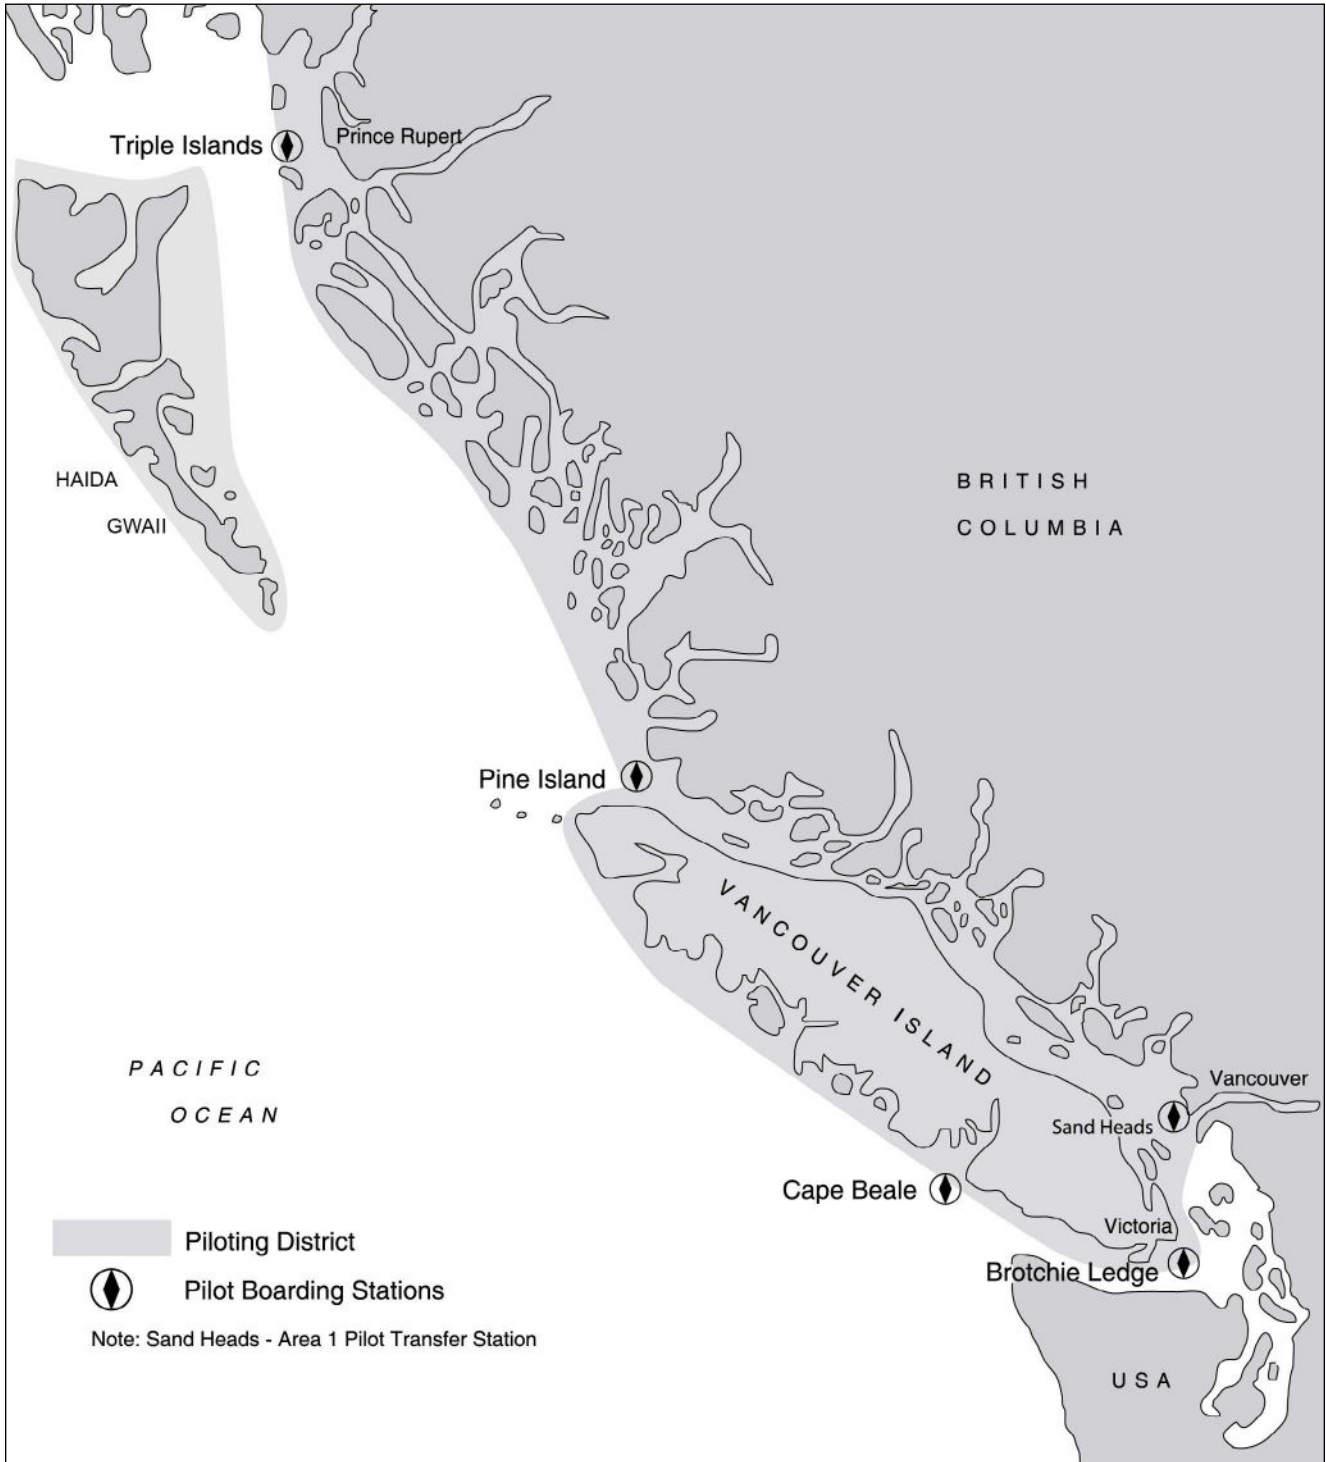 Triple Islands
Prince Rupert
HAIDA
GWAII
BRITISH
COLUMBIA
Pine Island
VANCOUVER ISLAND
PACIFIC
OCEAN
Vancouver
Sand Heads
Cape Beale
Victoria
Brotchie Ledge
Piloting District
Pilot Boarding Stations
Note: Sand Heads - Area 1 Pilot Transfer Station
USA